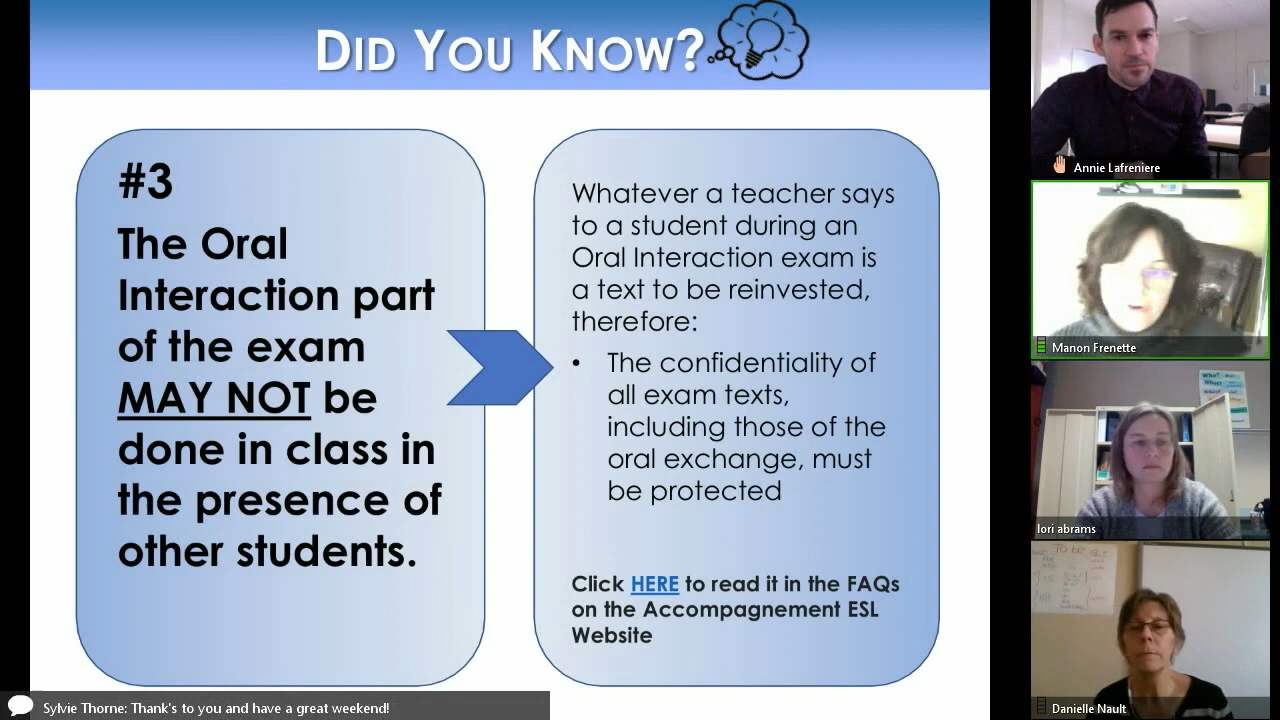 DID YOU KNOW?
#3
The Oral
Interaction part
of the exam
MAY NOT be
done in class in
the presence of
other students.
Whatever a teacher says
to a student during an
Oral Interaction exam is
a text to be reinvested,
therefore:
• The confidentiality of
all exam texts,
including those of the
oral exchange, must
be protected
Click HERE to read it in the FAQs
on the Accompagnement ESL
Website
Annie Lafreniere
Manon Frenette
lori abrams
Danielle Nault
Sylvie Thorne: Thank's to you and have a great weekend!